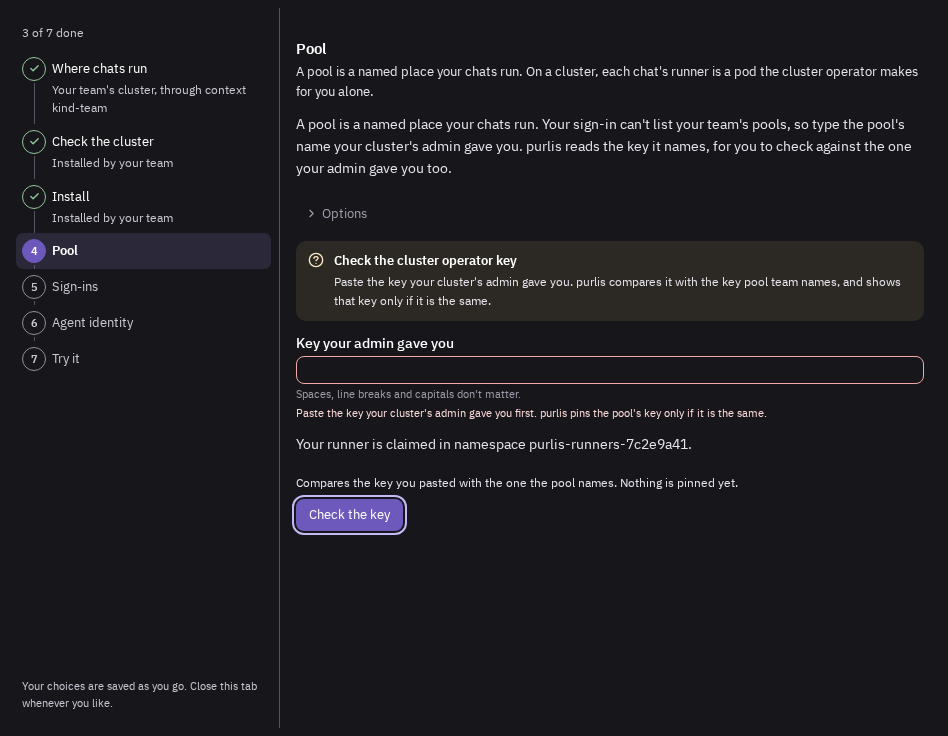 3 of 7 done
Where chats run
Your team's cluster, through context
kind-team
Check the cluster
Installed by your team
Install
Installed by your team
4 Pool
5 Sign-ins
6 Agent identity
7 Try it
Your choices are saved as you go. Close this tab
whenever you like.
Pool
A pool is a named place your chats run. On a cluster, each chat's runner is a pod the cluster operator makes
for you alone.
A pool is a named place your chats run. Your sign-in can't list your team's pools, so type the pool's
name your cluster's admin gave you. purlis reads the key it names, for you to check against the one
your admin gave you too.
Options
Check the cluster operator key
Paste the key your cluster's admin gave you. purlis compares it with the key pool team names, and shows
that key only if it is the same.
Key your admin gave you
Spaces, line breaks and capitals don't matter.
Paste the key your cluster's admin gave you first. purlis pins the pool's key only if it is the same.
Your runner is claimed in namespace purlis-runners-7c2e9a41.
Compares the key you pasted with the one the pool names. Nothing is pinned yet.
Check the key